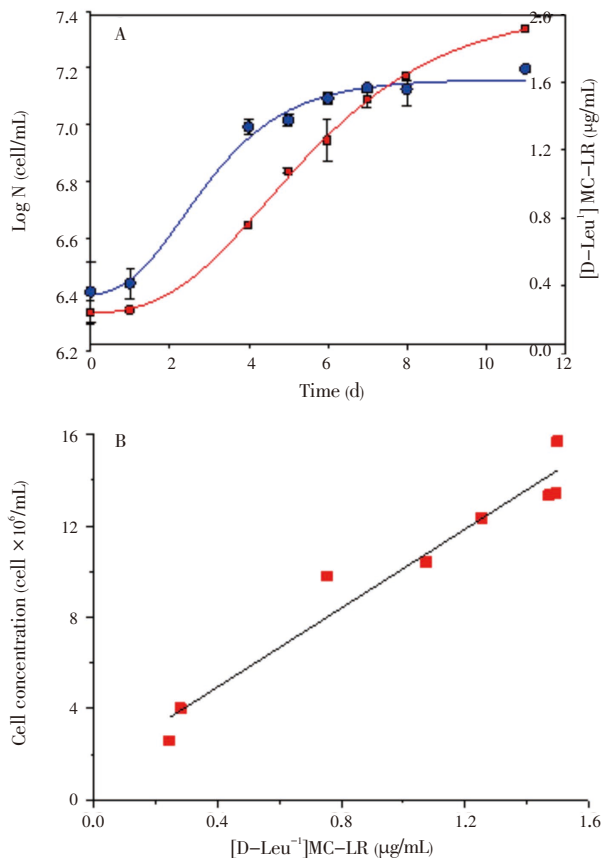 A
7.4
7.2
7.0
6.8
6.6
6.4
6.2
Log N (cell/mL)
2.0
1.6
1.2
0.8
0.4
0.0
[D-Leu¹] MC-LR (μg/mL)
0 2 4 6 8 10 12
Time (d)
B
16
12
8
4
0
Cell concentration (cell ×10⁶/mL)
0.0 0.4 0.8 1.2 1.6
[D-Leu⁻¹]MC-LR (μg/mL)